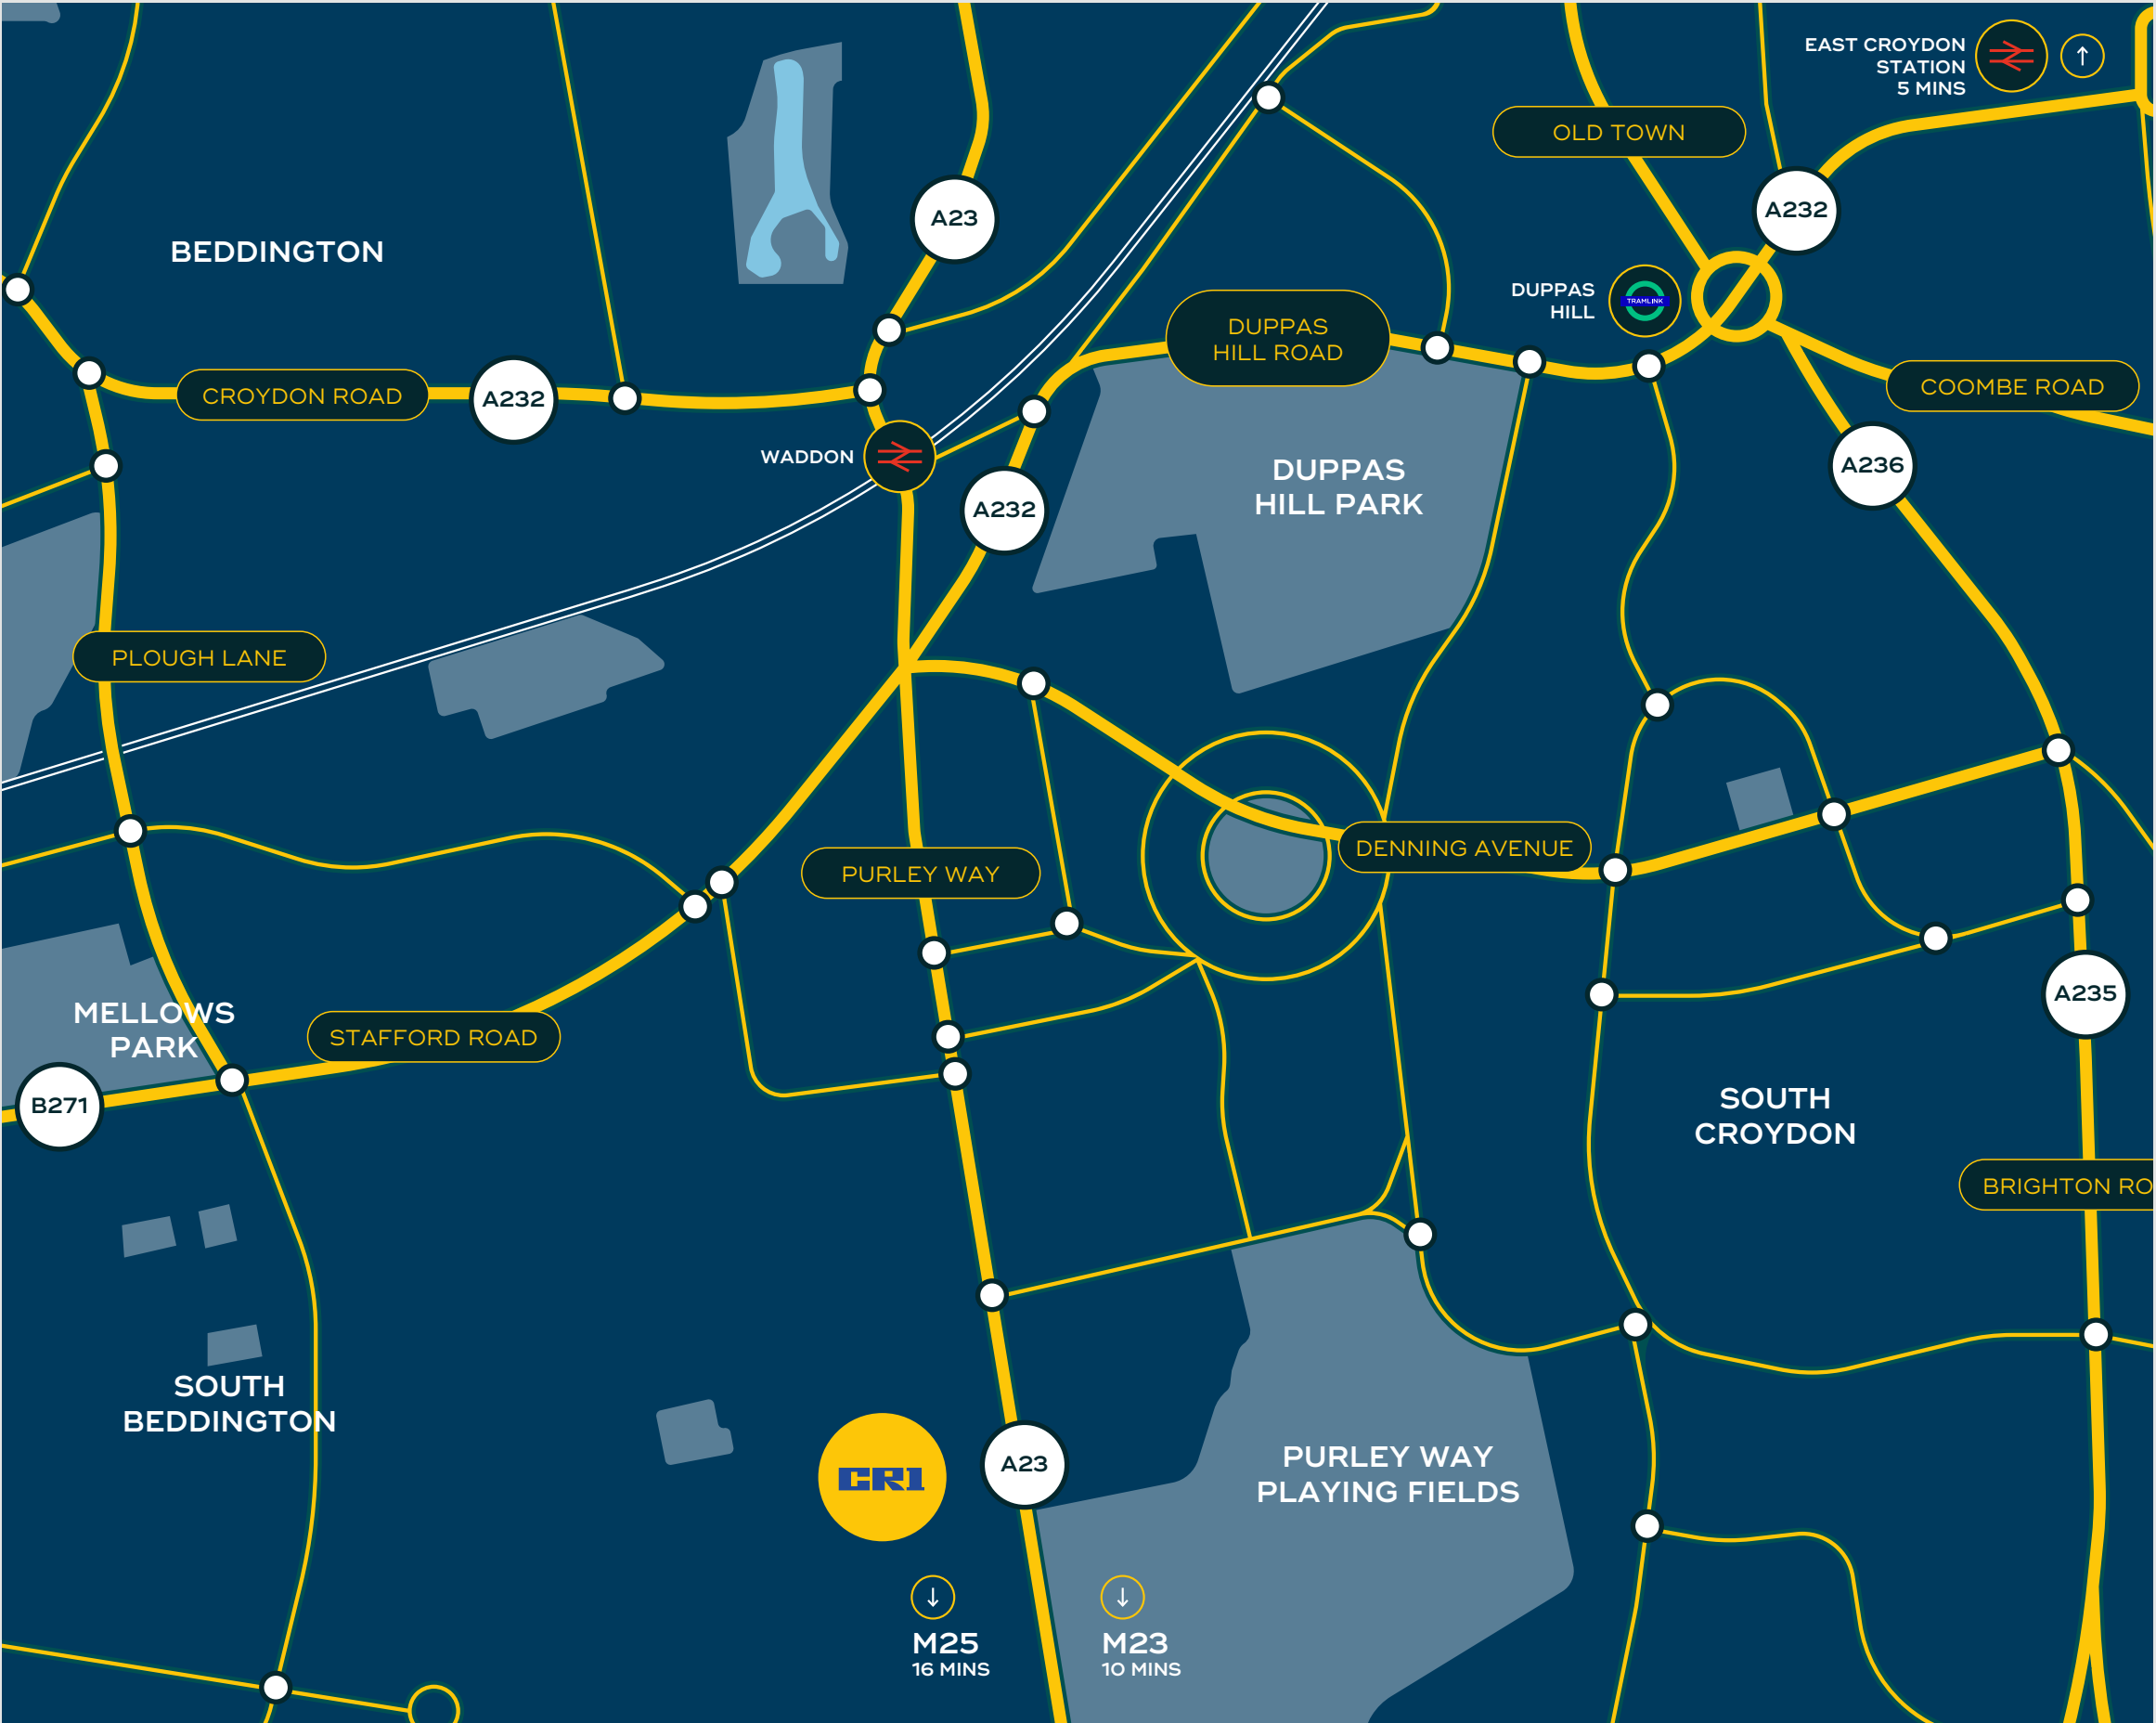 EAST CROYDON
STATION
5 MINS
OLD TOWN
A232
A23
BEDDINGTON
DUPPAS
HILL
TRAMLINK
DUPPAS
HILL ROAD
COOMBE ROAD
CROYDON ROAD
A232
WADDON
A232
DUPPAS
HILL PARK
A236
PLOUGH LANE
DENNING AVENUE
PURLEY WAY
A235
MELLOWS
PARK
STAFFORD ROAD
B271
SOUTH
CROYDON
BRIGHTON RO
SOUTH
BEDDINGTON
CR1
A23
PURLEY WAY
PLAYING FIELDS
M25
16 MINS
M23
10 MINS